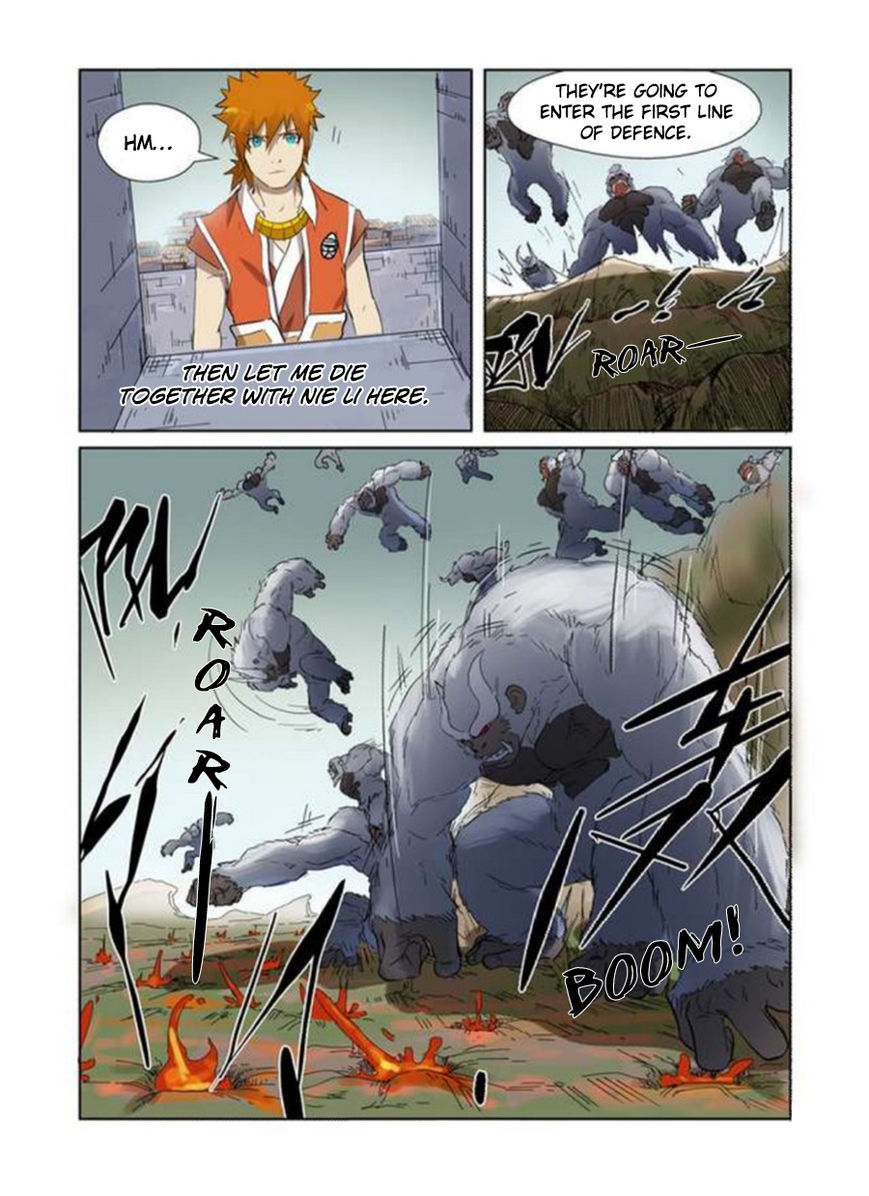 HM...
THEN LET ME DIE
TOGETHER WITH NIE LI HERE.
THEY'RE GOING TO
ENTER THE FIRST LINE
OF DEFENCE.
ROAR—
ROAR—
BOOM!